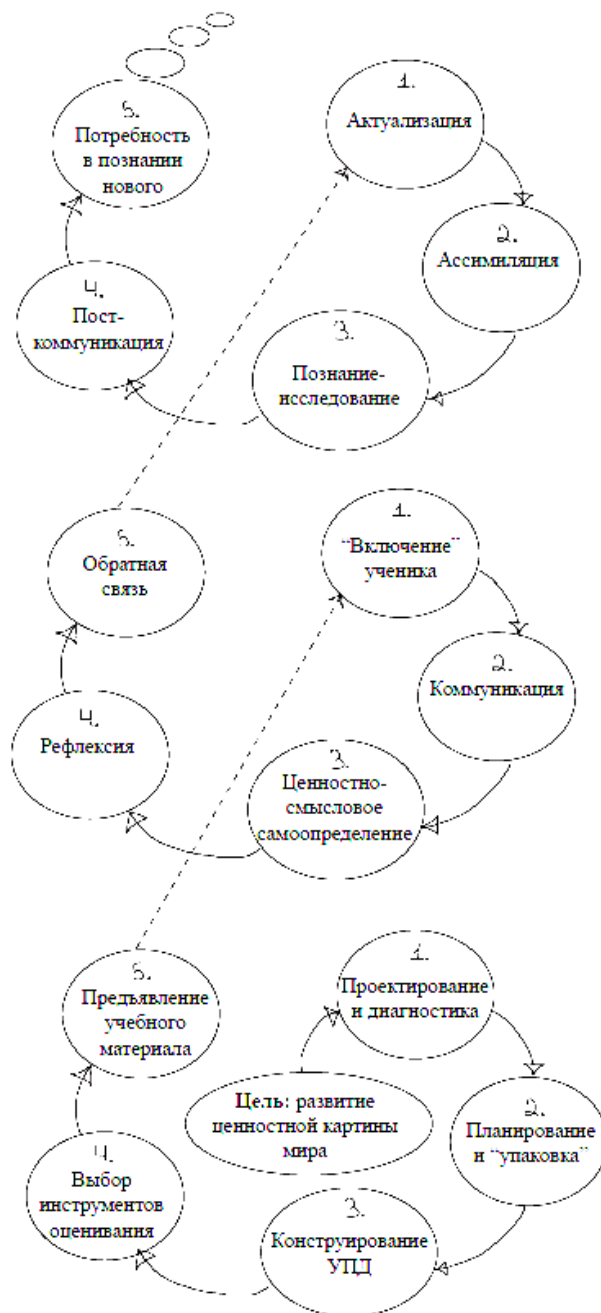 5.
Потребность
в познании
нового
1.
Актуализация
2.
Ассимиляция
3.
Познание-
исследование
4.
Пост-
коммуникация
5.
Обратная
связь
1.
"Включение"
ученика
2.
Коммуникация
3.
Ценностно-
смысловое
самоопределение
4.
Рефлексия
5.
Предъявление
учебного
материала
1.
Проектирование
и диагностика
Цель: развитие
ценностной картины
мира
2.
Планирование
и "упаковка"
3.
Конструирование
УПД
4.
Выбор
инструментов
оценивания